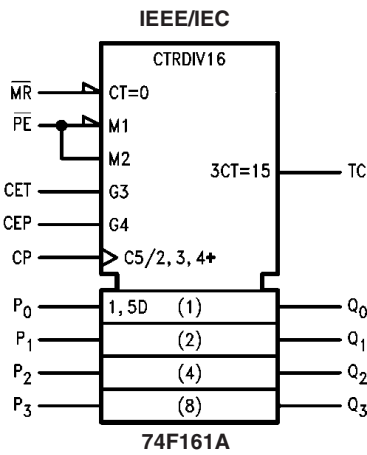 IEEE/IEC
CTRDIV16
MR CT=0
PE M1
M2
3CT=15 TC
CET G3
CEP G4
CP C5/2,3,4+
P0 1,5D (1) Q0
P1 (2) Q1
P2 (4) Q2
P3 (8) Q3
74F161A